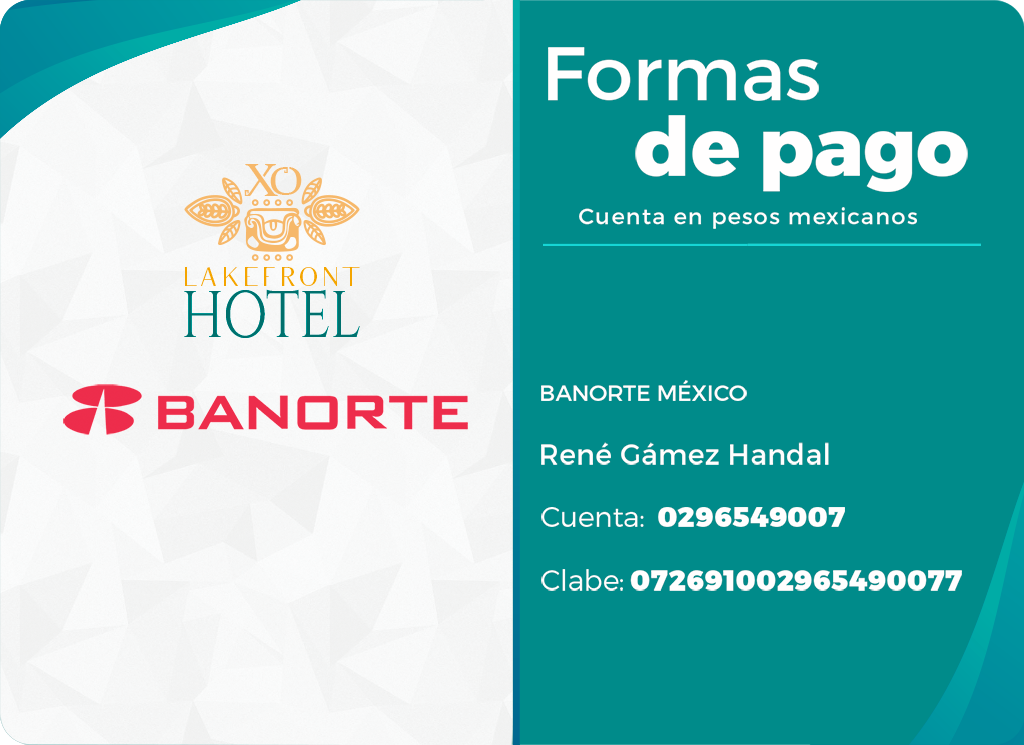 XO
LAKEFRONT
HOTEL
BANORTE
Formas
de pago
Cuenta en pesos mexicanos
BANORTE MÉXICO
René Gámez Handal
Cuenta: 0296549007
Clabe: 072691002965490077